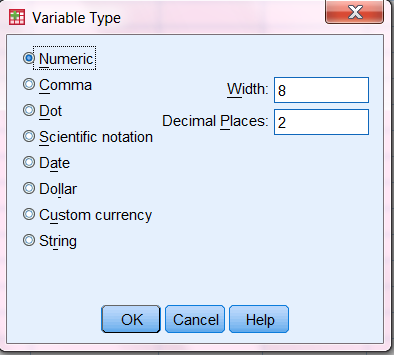 Variable Type
Numeric
Comma
Dot
Scientific notation
Date
Dollar
Custom currency
String
Width: 8
Decimal Places: 2
OK Cancel Help